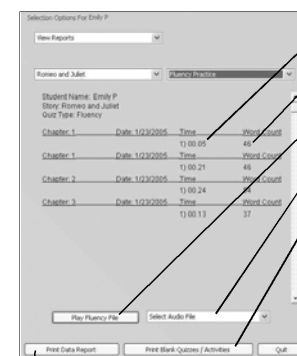 Selection Options For Emily P
View Reports
Romeo and Juliet Fluency Practice
Student Name: Emily P
Story: Romeo and Juliet
Quiz Type: Fluency
Chapter: 1 Date: 1/23/2005 Time Word Count
1) 00.05 46
Chapter: 1 Date: 1/23/2005 Time Word Count
1) 00.21 46
Chapter: 2 Date: 1/23/2005 Time Word Count
1) 00.24
Chapter: 3 Date: 1/23/2005 Time Word Count
1) 00.13 37
Play Fluency File Select Audio File
Print Data Report Print Blank Quizzes / Activities Quit